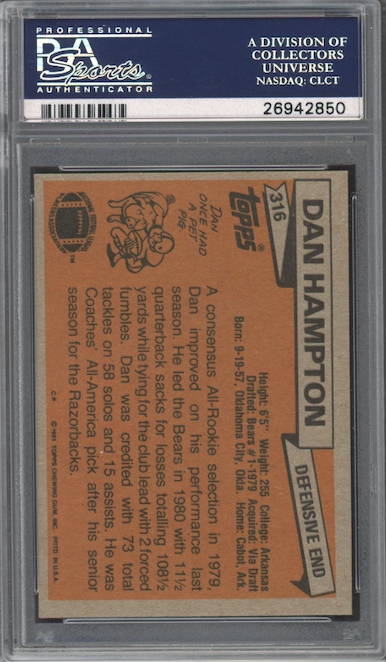 PROFESSIONAL
PSA
Sports
AUTHENTICATOR
A DIVISION OF
COLLECTORS
UNIVERSE
NASDAQ: CLCT
26942850
316
Topps®
DAN HAMPTON
DEFENSIVE END
Height: 6'5" Weight: 255 College: Arkansas
Drafted: Bears #1-1979 Acquired: Via Draft
Born: 9-19-57, Oklahoma City, Okla. Home: Cabot, Ark.
DAN
ONCE HAD
A PET
PIG.
A consensus All-Rookie selection in 1979,
Dan improved on his performance last
season. He led the Bears in 1980 with 11½
quarterback sacks for losses totalling 108½
yards while tying for the club lead with 2 forced
fumbles. Dan was credited with 73 total
tackles on 58 solos and 15 assists. He was
Coaches' All-America pick after his senior
season for the Razorbacks.
© 1981 TOPPS CHEWING GUM, INC. PRTD. IN U.S.A.